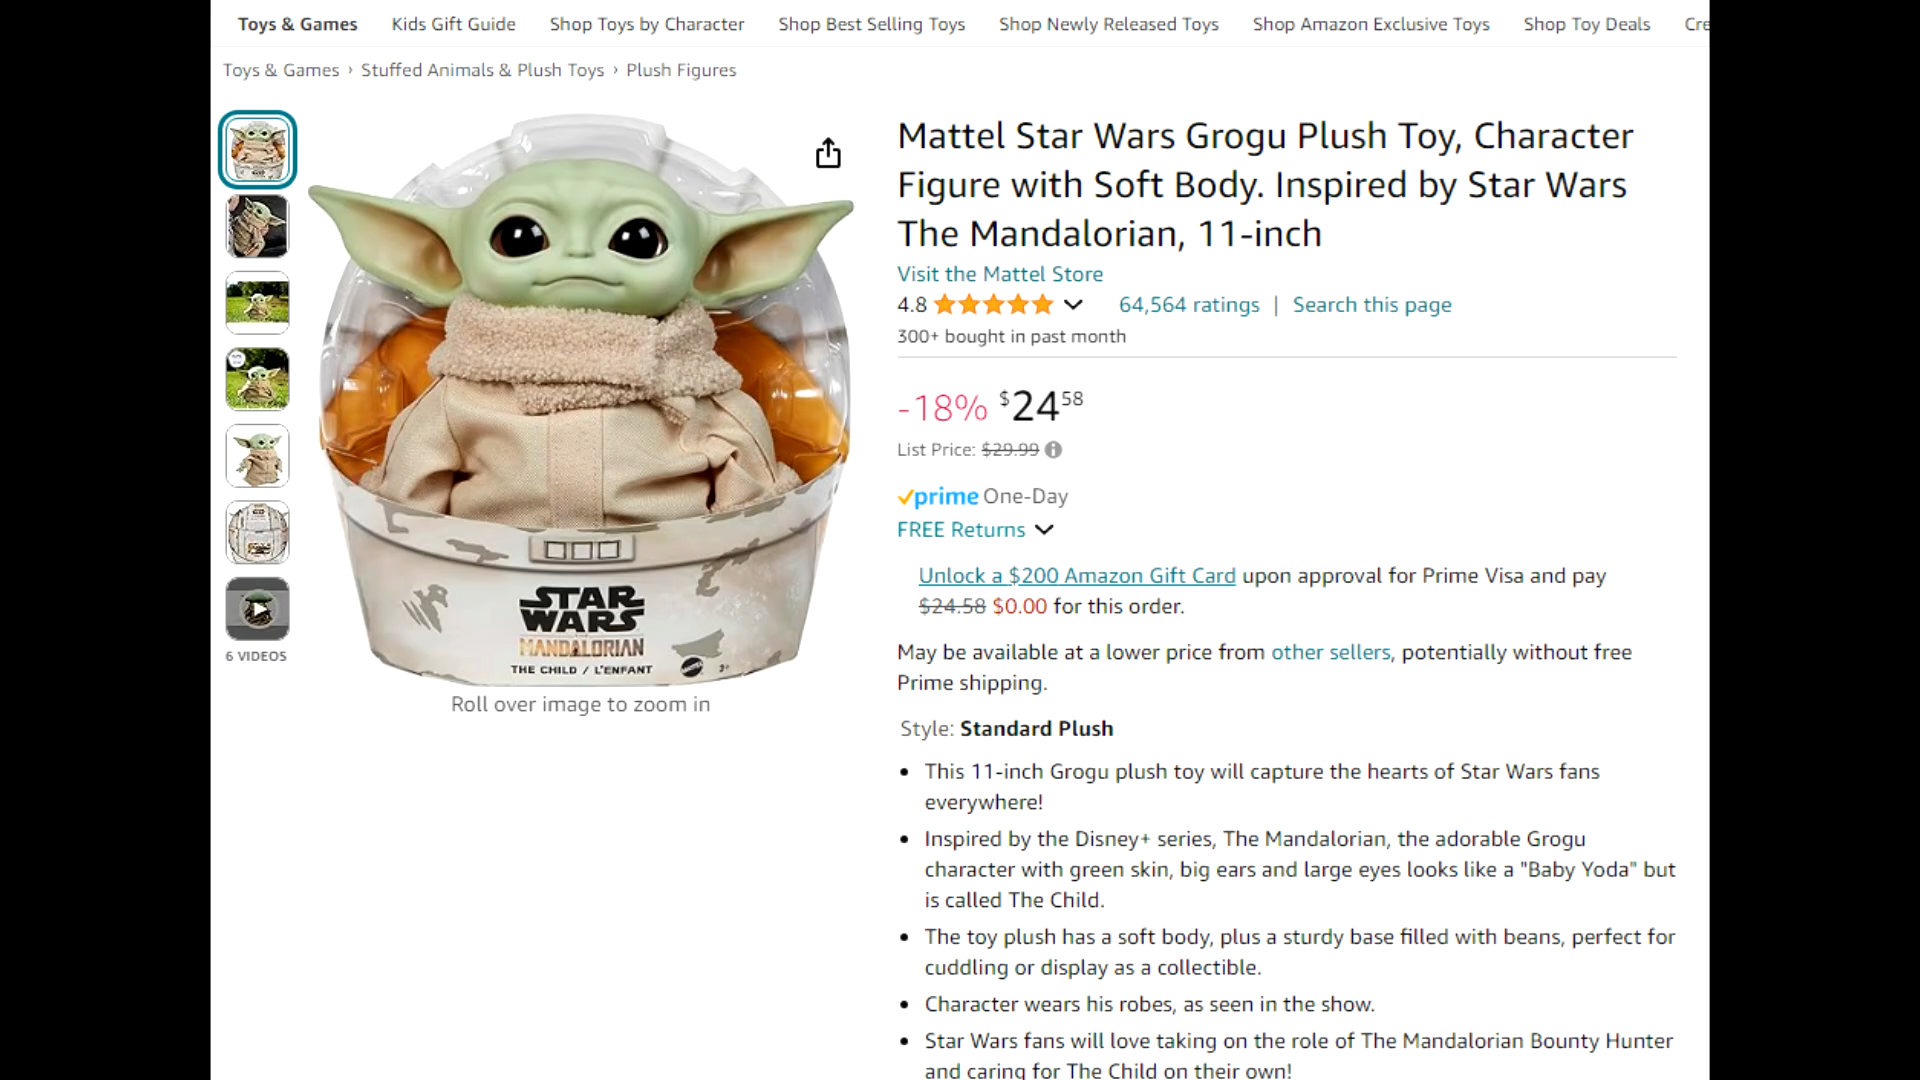 Toys & Games Kids Gift Guide Shop Toys by Character Shop Best Selling Toys Shop Newly Released Toys Shop Amazon Exclusive Toys Shop Toy Deals Cre
Toys & Games › Stuffed Animals & Plush Toys › Plush Figures
STAR
WARS
MANDALORIAN
THE CHILD / L'ENFANT
3+
6 VIDEOS
Roll over image to zoom in
Mattel Star Wars Grogu Plush Toy, Character
Figure with Soft Body. Inspired by Star Wars
The Mandalorian, 11-inch
Visit the Mattel Store
4.8 64,564 ratings | Search this page
300+ bought in past month
-18% $24 58
List Price: $29.99
prime One-Day
FREE Returns
Unlock a $200 Amazon Gift Card upon approval for Prime Visa and pay
$24.58 $0.00 for this order.
May be available at a lower price from other sellers, potentially without free
Prime shipping.
Style: Standard Plush
• This 11-inch Grogu plush toy will capture the hearts of Star Wars fans
everywhere!
• Inspired by the Disney+ series, The Mandalorian, the adorable Grogu
character with green skin, big ears and large eyes looks like a "Baby Yoda" but
is called The Child.
• The toy plush has a soft body, plus a sturdy base filled with beans, perfect for
cuddling or display as a collectible.
• Character wears his robes, as seen in the show.
• Star Wars fans will love taking on the role of The Mandalorian Bounty Hunter
and caring for The Child on their own!